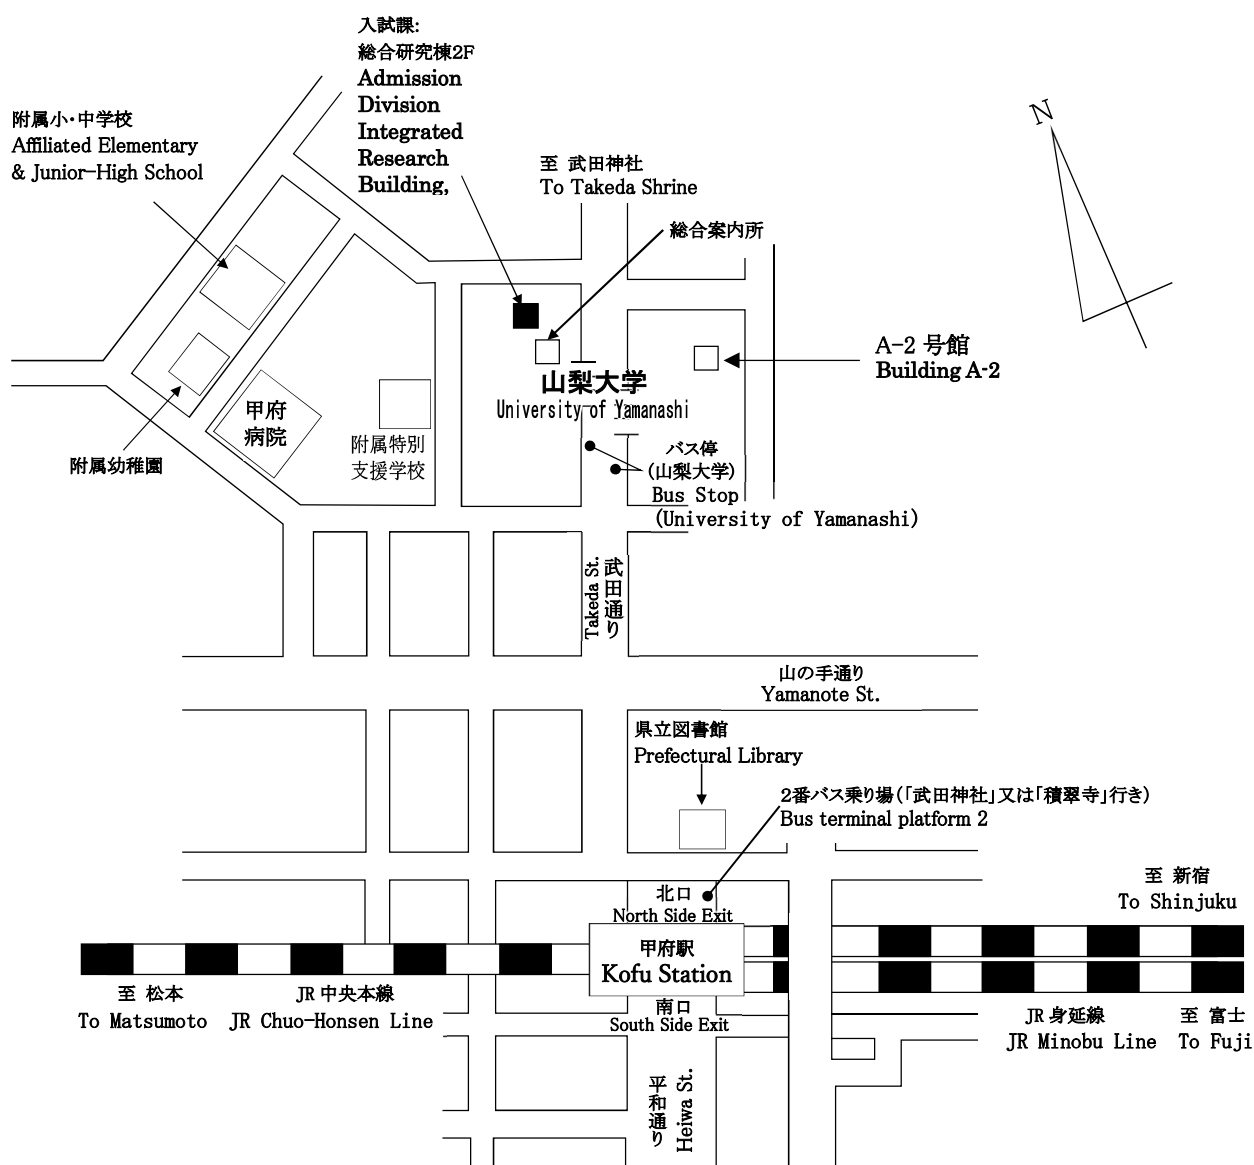 入試課:
総合研究棟2F
Admission
Division
Integrated
Research
Building,
附属小・中学校
Affiliated Elementary
& Junior-High School
至 武田神社
To Takeda Shrine
N
総合案内所
A-2 号館
Building A-2
山梨大学
University of Yamanashi
甲府
病院
附属特別
支援学校
附属幼稚園
バス停
(山梨大学)
Bus Stop
(University of Yamanashi)
武田通り
Takeda St.
山の手通り
Yamanote St.
県立図書館
Prefectural Library
2番バス乗り場(「武田神社」又は「積翠寺」行き)
Bus terminal platform 2
至 新宿
To Shinjuku
北口
North Side Exit
甲府駅
Kofu Station
南口
South Side Exit
至 松本
To Matsumoto
JR 中央本線
JR Chuo-Honsen Line
JR 身延線
JR Minobu Line
至 富士
To Fuji
平和通り
Heiwa St.